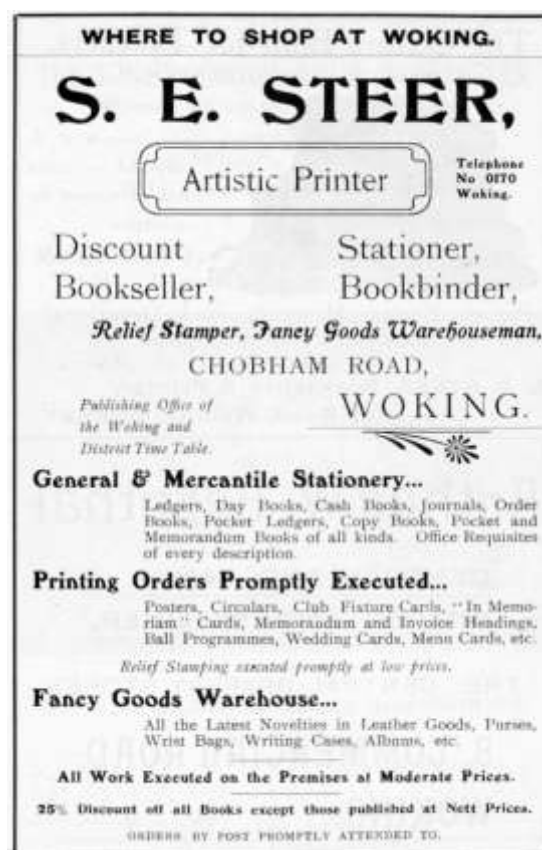 WHERE TO SHOP AT WOKING.
S. E. STEER,
Artistic Printer
Telephone
No 0170
Woking.
Discount
Bookseller,
Stationer,
Bookbinder,
Relief Stamper, Fancy Goods Warehouseman,
CHOBHAM ROAD,
WOKING.
Publishing Office of
the Woking and
District Time Table.
General & Mercantile Stationery...
Ledgers, Day Books, Cash Books, Journals, Order
Books, Pocket Ledgers, Copy Books, Pocket and
Memorandum Books of all kinds. Office Requisites
of every description.
Printing Orders Promptly Executed...
Posters, Circulars, Club Fixture Cards, "In Memo-
riam" Cards, Memorandum and Invoice Headings,
Ball Programmes, Wedding Cards, Menu Cards, etc.
Relief Stamping executed promptly at low prices.
Fancy Goods Warehouse...
All the Latest Novelties in Leather Goods, Purses,
Wrist Bags, Writing Cases, Albums, etc.
All Work Executed on the Premises at Moderate Prices.
25% Discount off all Books except those published at Nett Prices.
ORDERS BY POST PROMPTLY ATTENDED TO.